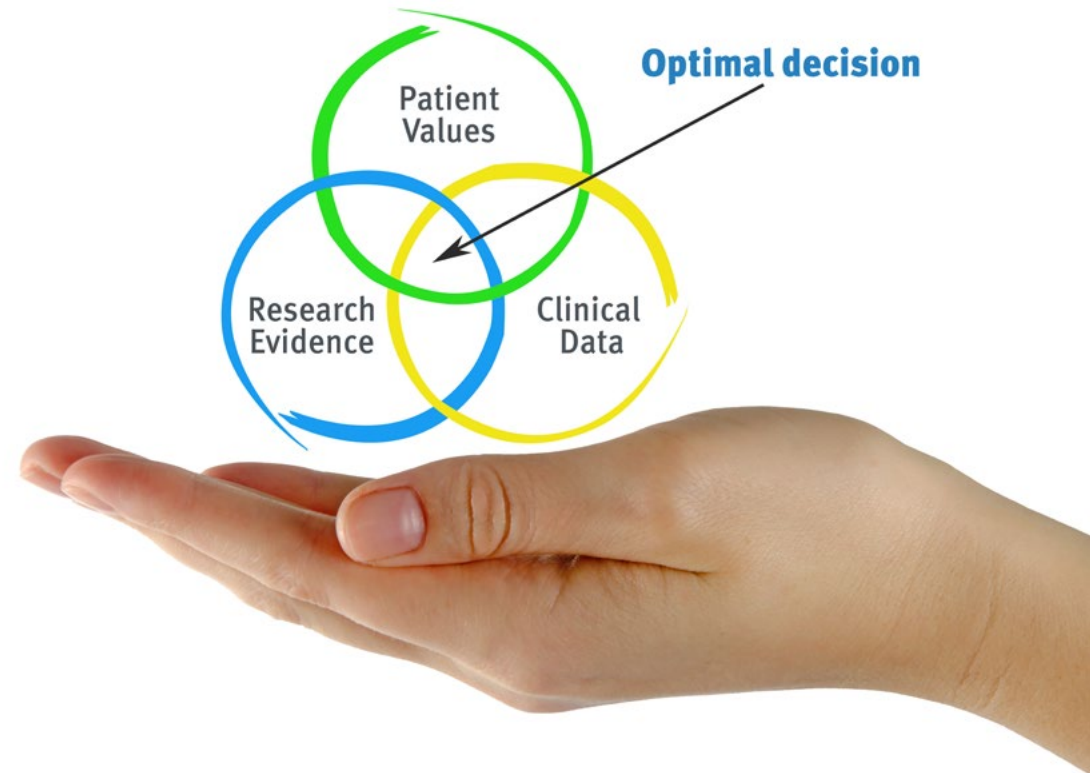 Optimal decision
Patient
Values
Research
Evidence
Clinical
Data